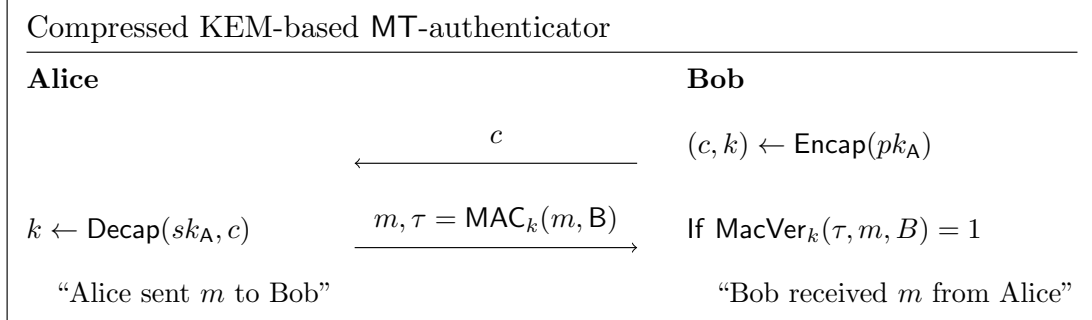 Compressed KEM-based MT-authenticator
Alice Bob
c (c, k) ← Encap(pk_A)
k ← Decap(sk_A, c) m, τ = MAC_k(m, B) If MacVer_k(τ, m, B) = 1
“Alice sent m to Bob” “Bob received m from Alice”